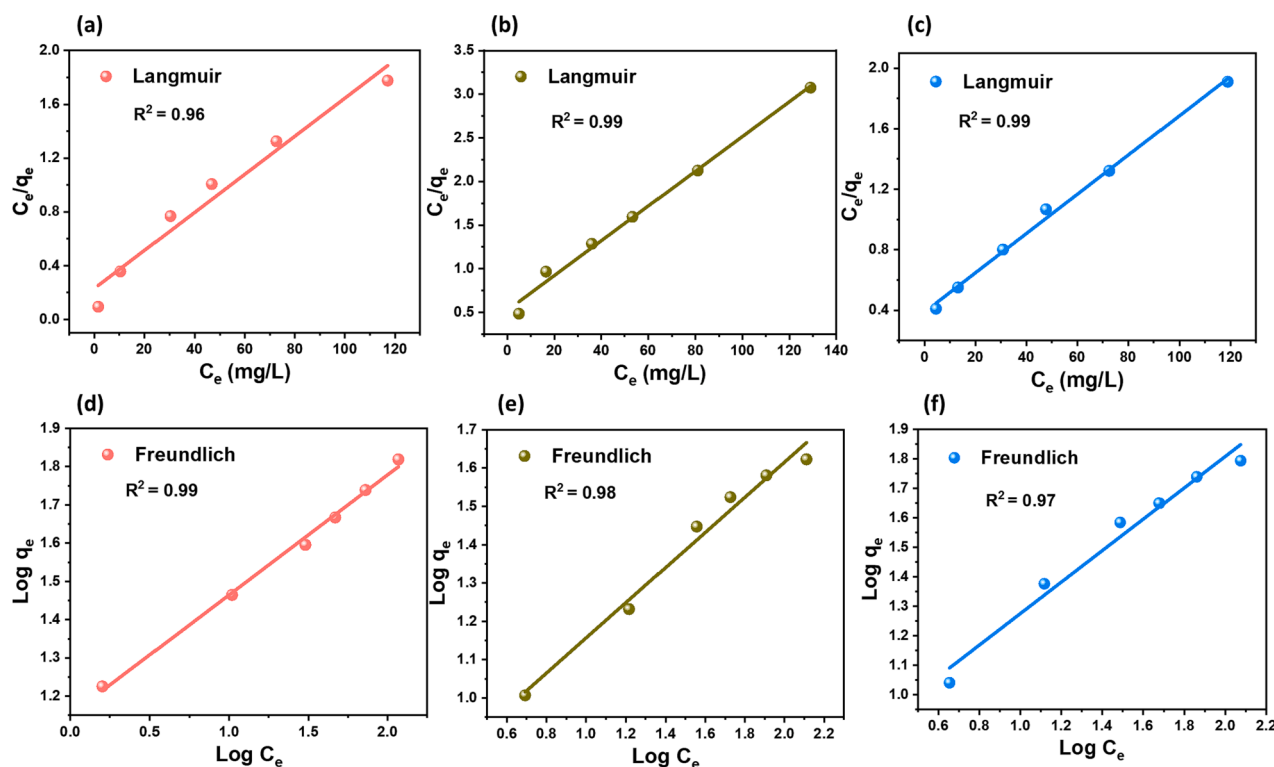 (a)
Langmuir
R² = 0.96
Cₑ/qₑ
2.0
1.6
1.2
0.8
0.4
0.0
0 20 40 60 80 100 120
Cₑ (mg/L)
(b)
Langmuir
R² = 0.99
Cₑ/qₑ
3.5
3.0
2.5
2.0
1.5
1.0
0.5
0 20 40 60 80 100 120 140
Cₑ (mg/L)
(c)
Langmuir
R² = 0.99
Cₑ/qₑ
2.0
1.6
1.2
0.8
0.4
0 20 40 60 80 100 120
Cₑ (mg/L)
(d)
Freundlich
R² = 0.99
Log qₑ
1.9
1.8
1.7
1.6
1.5
1.4
1.3
1.2
0.0 0.5 1.0 1.5 2.0
Log Cₑ
(e)
Freundlich
R² = 0.98
Log qₑ
1.7
1.6
1.5
1.4
1.3
1.2
1.1
1.0
0.6 0.8 1.0 1.2 1.4 1.6 1.8 2.0 2.2
Log Cₑ
(f)
Freundlich
R² = 0.97
Log qₑ
1.9
1.8
1.7
1.6
1.5
1.4
1.3
1.2
1.1
1.0
0.6 0.8 1.0 1.2 1.4 1.6 1.8 2.0 2.2
Log Cₑ